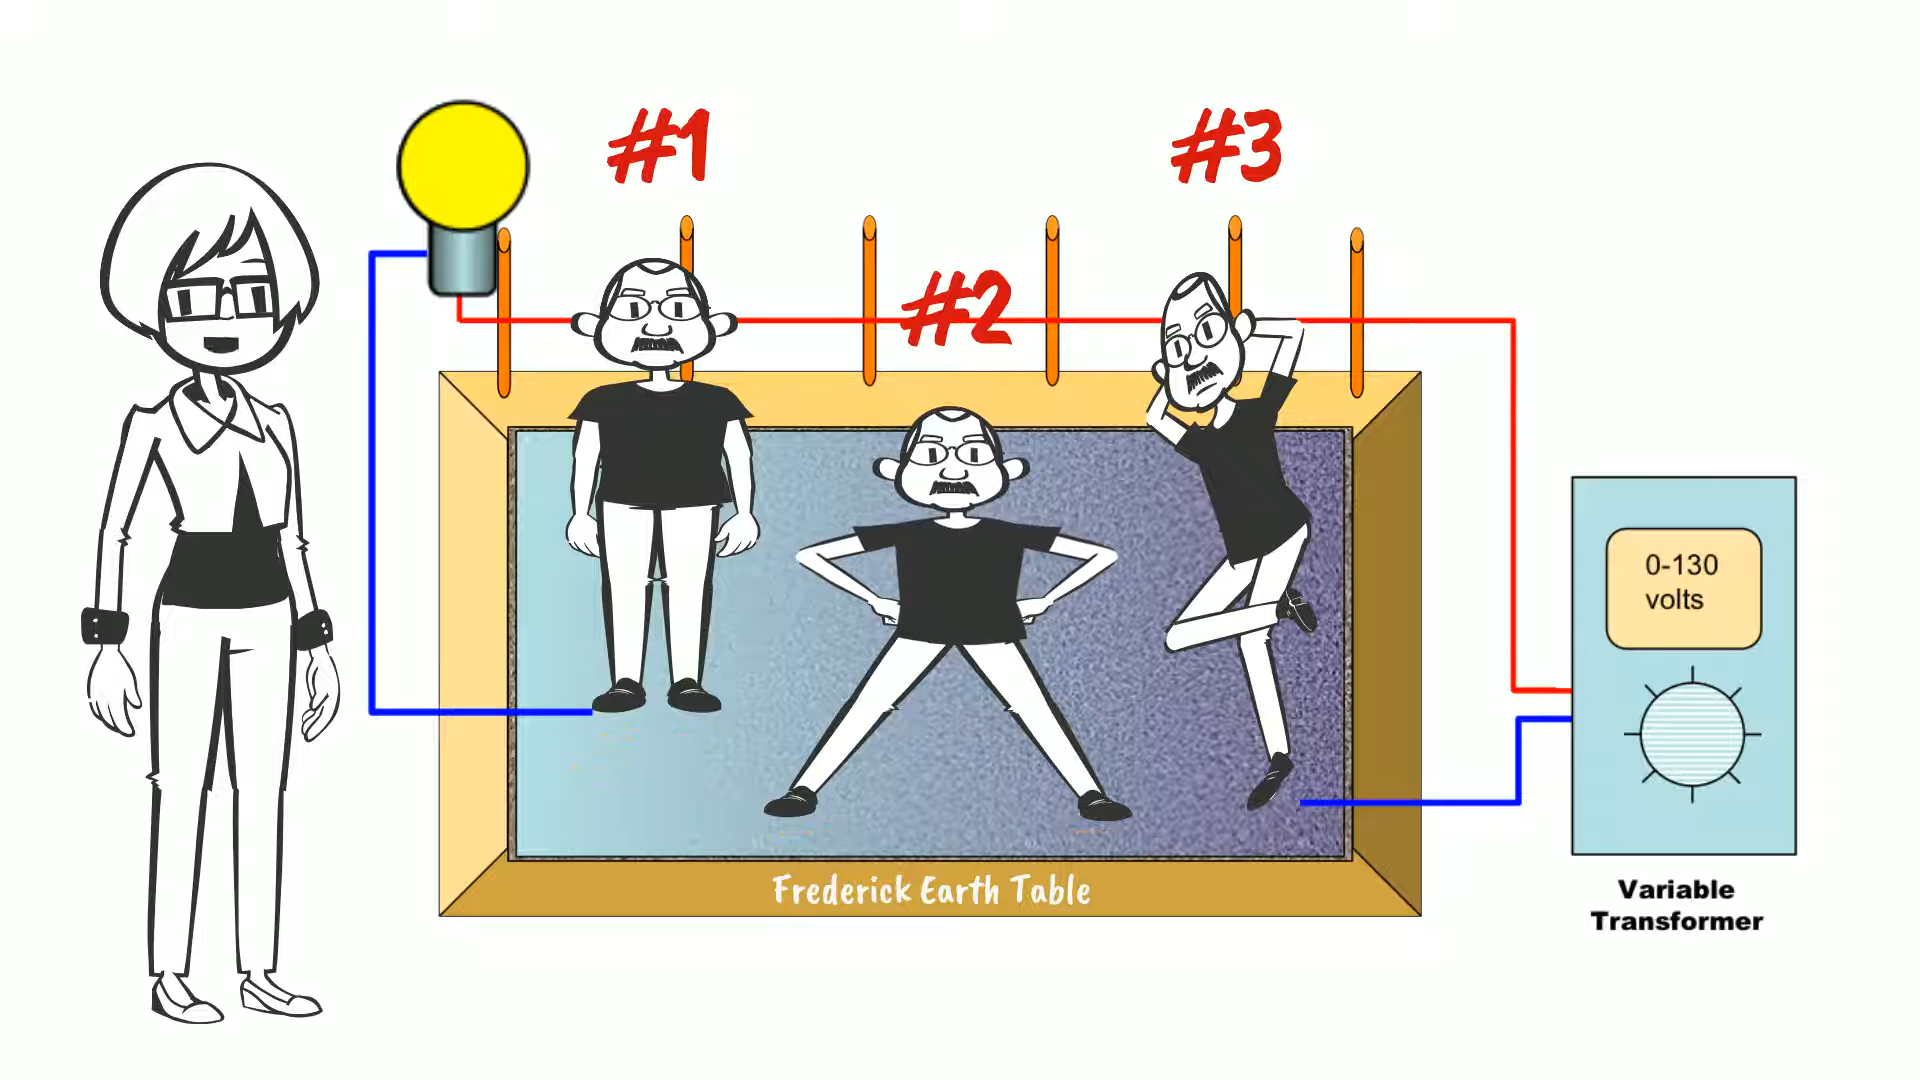 #1
#3
#2
0-130
volts
Frederick Earth Table
Variable
Transformer